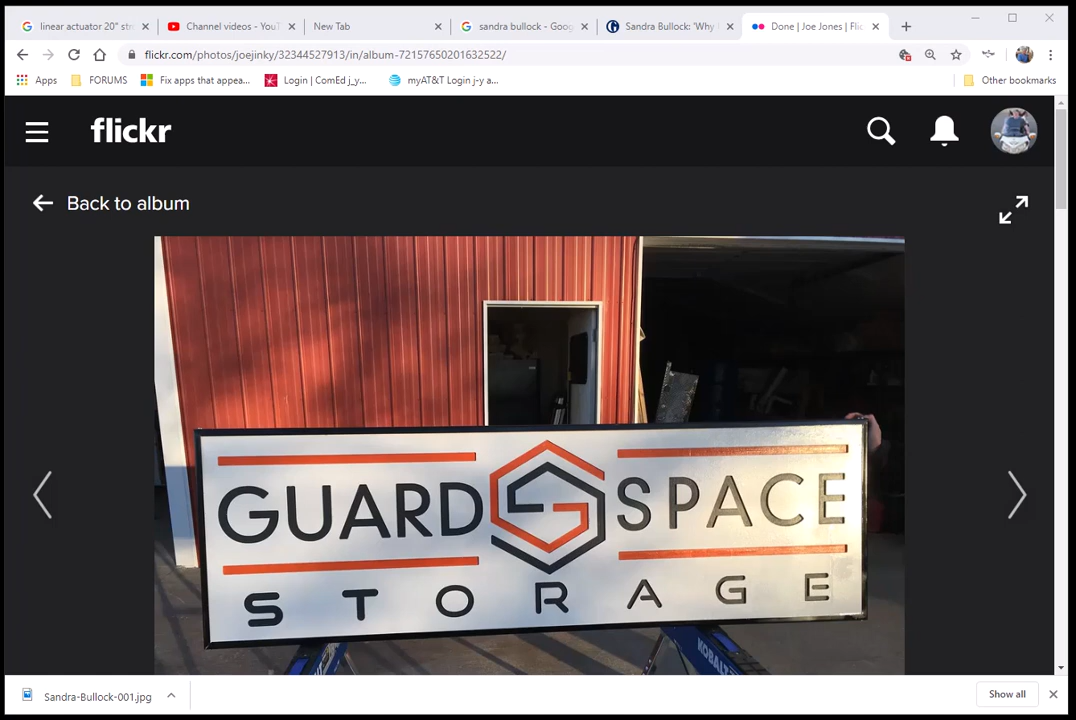 linear actuator 20" str
Channel videos - YouT
New Tab
sandra bullock - Goog
Sandra Bullock: 'Why
Done | Joe Jones | Flic
flickr.com/photos/joejinky/32344527913/in/album-72157650201632522/
Apps
FORUMS
Fix apps that appea...
Login | ComEd j_y...
myAT&T Login j-y a...
Other bookmarks
flickr
Back to album
GUARD SPACE
STORAGE
KOBALT
Sandra-Bullock-001.jpg
Show all